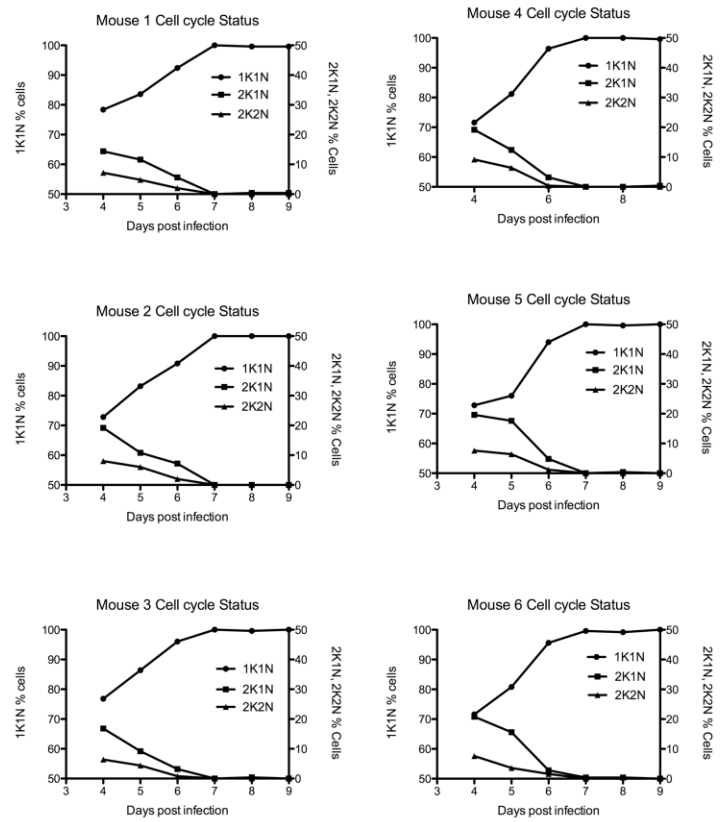 Mouse 1 Cell cycle Status
1K1N % cells
100
90
80
70
60
50
1K1N
2K1N
2K2N
50
40
30
20
10
0
2K1N, 2K2N % Cells
3 4 5 6 7 8 9
Days post infection
Mouse 4 Cell cycle Status
1K1N % cells
100
90
80
70
60
50
1K1N
2K1N
2K2N
50
40
30
20
10
0
2K1N, 2K2N % Cells
3 4 5 6 7 8
Days post infection
Mouse 2 Cell cycle Status
1K1N % cells
100
90
80
70
60
50
1K1N
2K1N
2K2N
50
40
30
20
10
0
2K1N, 2K2N % Cells
4 4 5 6 7 8 9
Days post infection
Mouse 5 Cell cycle Status
1K1N % cells
100
90
80
70
60
50
1K1N
2K1N
2K2N
50
40
30
20
10
0
2K1N, 2K2N % Cells
3 4 5 6 7 8 9
Days post infection
Mouse 3 Cell cycle Status
1K1N % cells
100
90
80
70
60
50
1K1N
2K1N
2K2N
50
40
30
20
10
0
2K1N, 2K2N % Cells
4 4 5 6 7 8 9
Days post infection
Mouse 6 Cell cycle Status
1K1N % cells
100
90
80
70
60
50
1K1N
2K1N
2K2N
50
40
30
20
10
0
2K1N, 2K2N % Cells
4 4 5 6 7 8 9
Days post infection